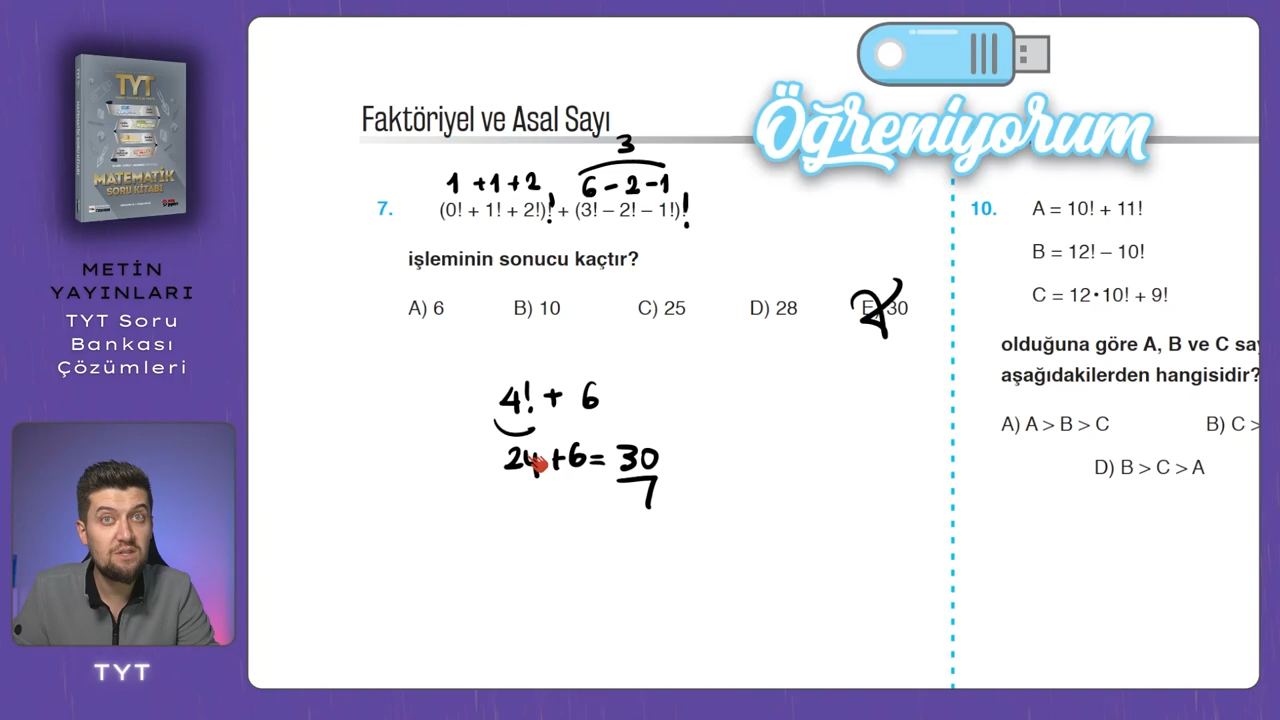 TYT
MATEMATİK
SORU KİTABI
METİN
YAYINLARI
TYT Soru
Bankası
Çözümleri
TYT
Öğreniyorum
Faktöriyel ve Asal Sayı
3
1 + 1 + 2 6 - 2 - 1
7. (0! + 1! + 2!)! + (3! – 2! – 1!)!
işleminin sonucu kaçtır?
A) 6 B) 10 C) 25 D) 28 E) 30
4! + 6
24 + 6 = 30
10. A = 10! + 11!
B = 12! – 10!
C = 12•10! + 9!
olduğuna göre A, B ve C say
aşağıdakilerden hangisidir?
A) A > B > C B) C >
D) B > C > A